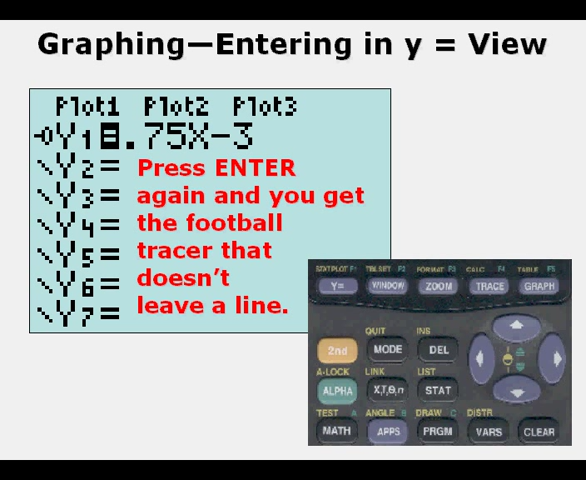 Graphing—Entering in y = View
Plot1 Plot2 Plot3
Y1=.75X-3
\Y2=
\Y3=
\Y4=
\Y5=
\Y6=
\Y7=
Press ENTER
again and you get
the football
tracer that
doesn't
leave a line.
STAT PLOT F1 TBLSET F2 FORMAT F3 CALC F4 TABLE F5
Y= WINDOW ZOOM TRACE GRAPH
QUIT INS
2nd MODE DEL
A-LOCK LINK LIST
ALPHA X,T,θ,n STAT
TEST A ANGLE B DRAW C DISTR
MATH APPS PRGM VARS CLEAR